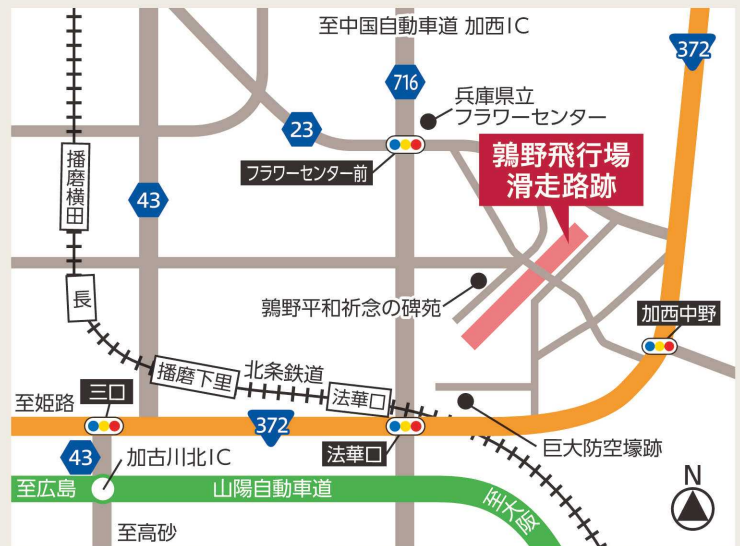 至中国自動車道 加西IC
372
716
兵庫県立
フラワーセンター
23
フラワーセンター前
鶉野飛行場
滑走路跡
播磨横田
43
長
鶉野平和祈念の碑苑
加西中野
播磨下里
北条鉄道
法華口
至姫路
三口
372
法華口
巨大防空壕跡
43
加古川北IC
至広島
山陽自動車道
至大阪
N
至高砂